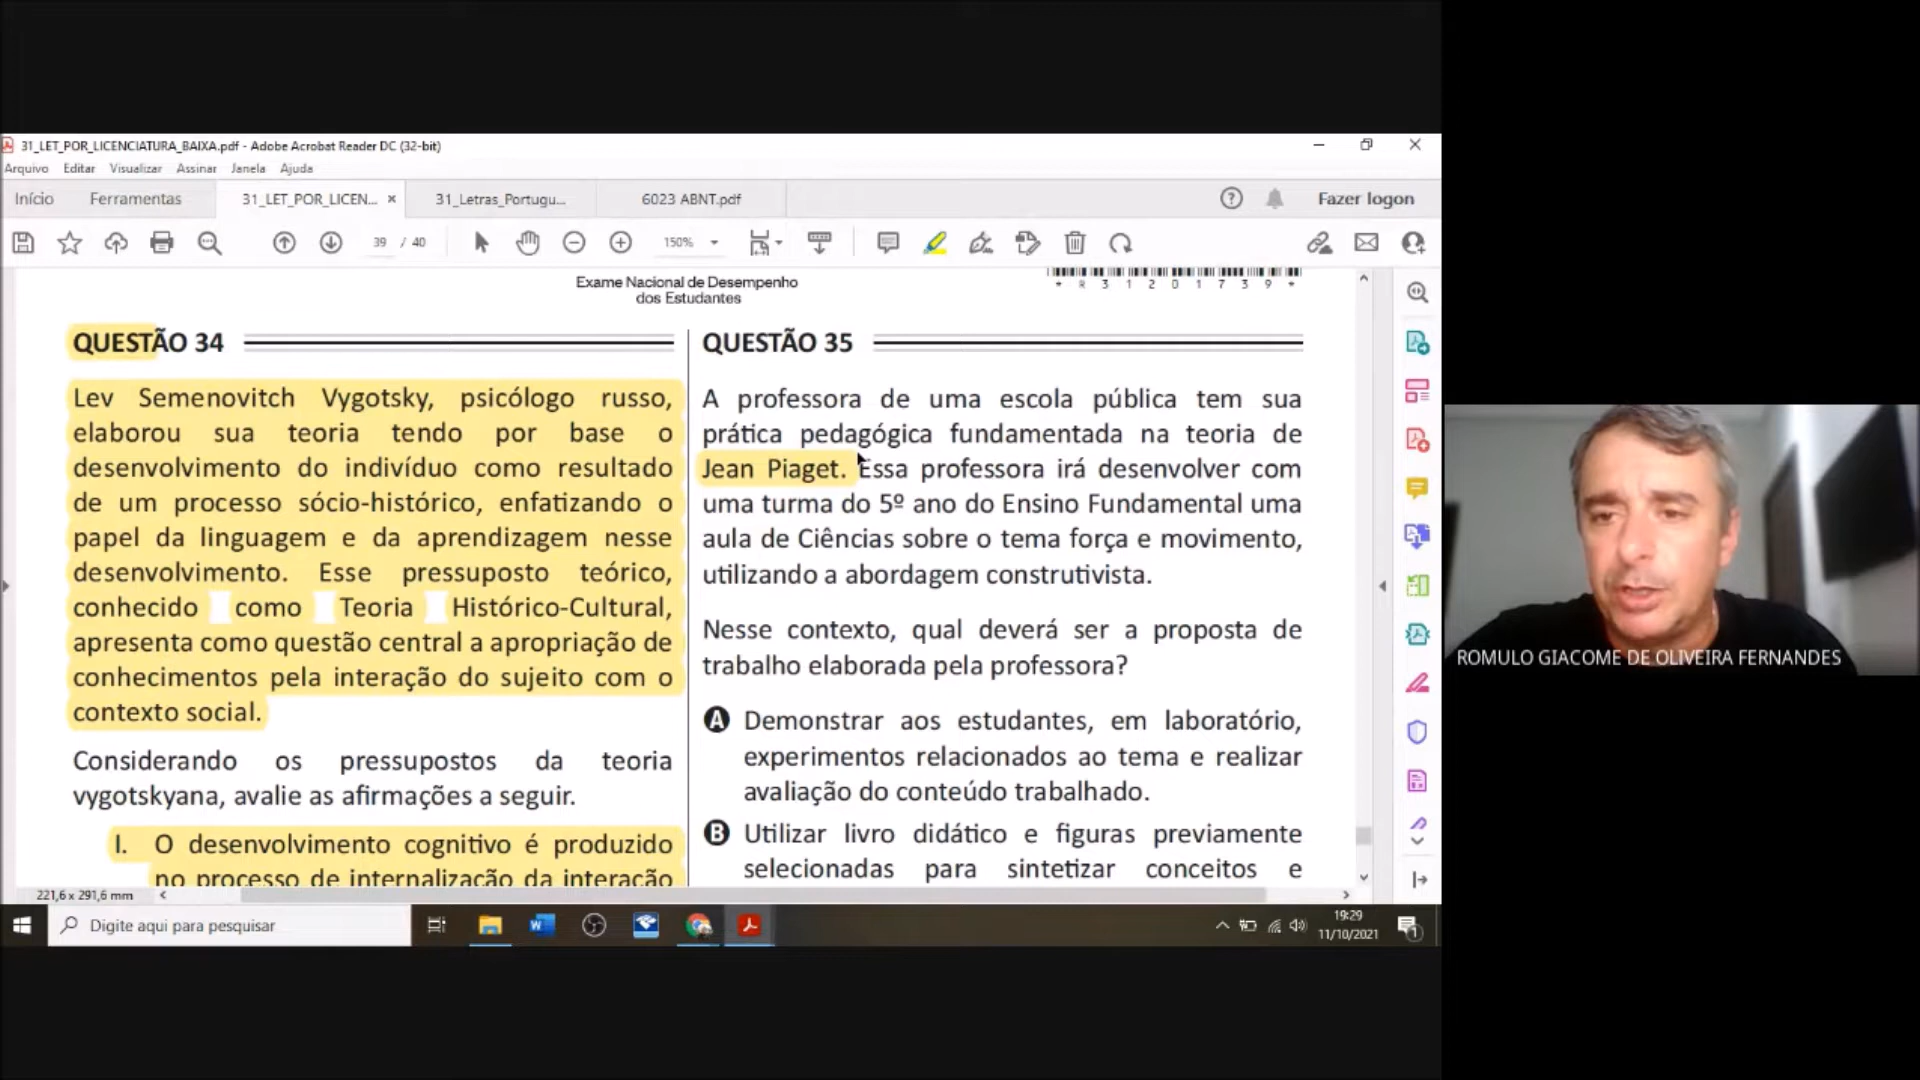 31_LET_POR_LICENCIATURA_BAIXA.pdf - Adobe Acrobat Reader DC (32-bit)
Arquivo Editar Visualizar Assinar Janela Ajuda
Início Ferramentas 31_LET_POR_LICEN... × 31_Letras_Portugu... 6023 ABNT.pdf Fazer logon
39 / 40 150%
Exame Nacional de Desempenho
dos Estudantes
* R 3 1 2 0 1 7 3 9 *
QUESTÃO 34
Lev Semenovitch Vygotsky, psicólogo russo,
elaborou sua teoria tendo por base o
desenvolvimento do indivíduo como resultado
de um processo sócio-histórico, enfatizando o
papel da linguagem e da aprendizagem nesse
desenvolvimento. Esse pressuposto teórico,
conhecido como Teoria Histórico-Cultural,
apresenta como questão central a apropriação de
conhecimentos pela interação do sujeito com o
contexto social.
Considerando os pressupostos da teoria
vygotskyana, avalie as afirmações a seguir.
I. O desenvolvimento cognitivo é produzido
no processo de internalização da interação
QUESTÃO 35
A professora de uma escola pública tem sua
prática pedagógica fundamentada na teoria de
Jean Piaget. Essa professora irá desenvolver com
uma turma do 5º ano do Ensino Fundamental uma
aula de Ciências sobre o tema força e movimento,
utilizando a abordagem construtivista.
Nesse contexto, qual deverá ser a proposta de
trabalho elaborada pela professora?
A Demonstrar aos estudantes, em laboratório,
experimentos relacionados ao tema e realizar
avaliação do conteúdo trabalhado.
B Utilizar livro didático e figuras previamente
selecionadas para sintetizar conceitos e
221,6 x 291,6 mm
Digite aqui para pesquisar
19:29
11/10/2021
1
ROMULO GIACOME DE OLIVEIRA FERNANDES